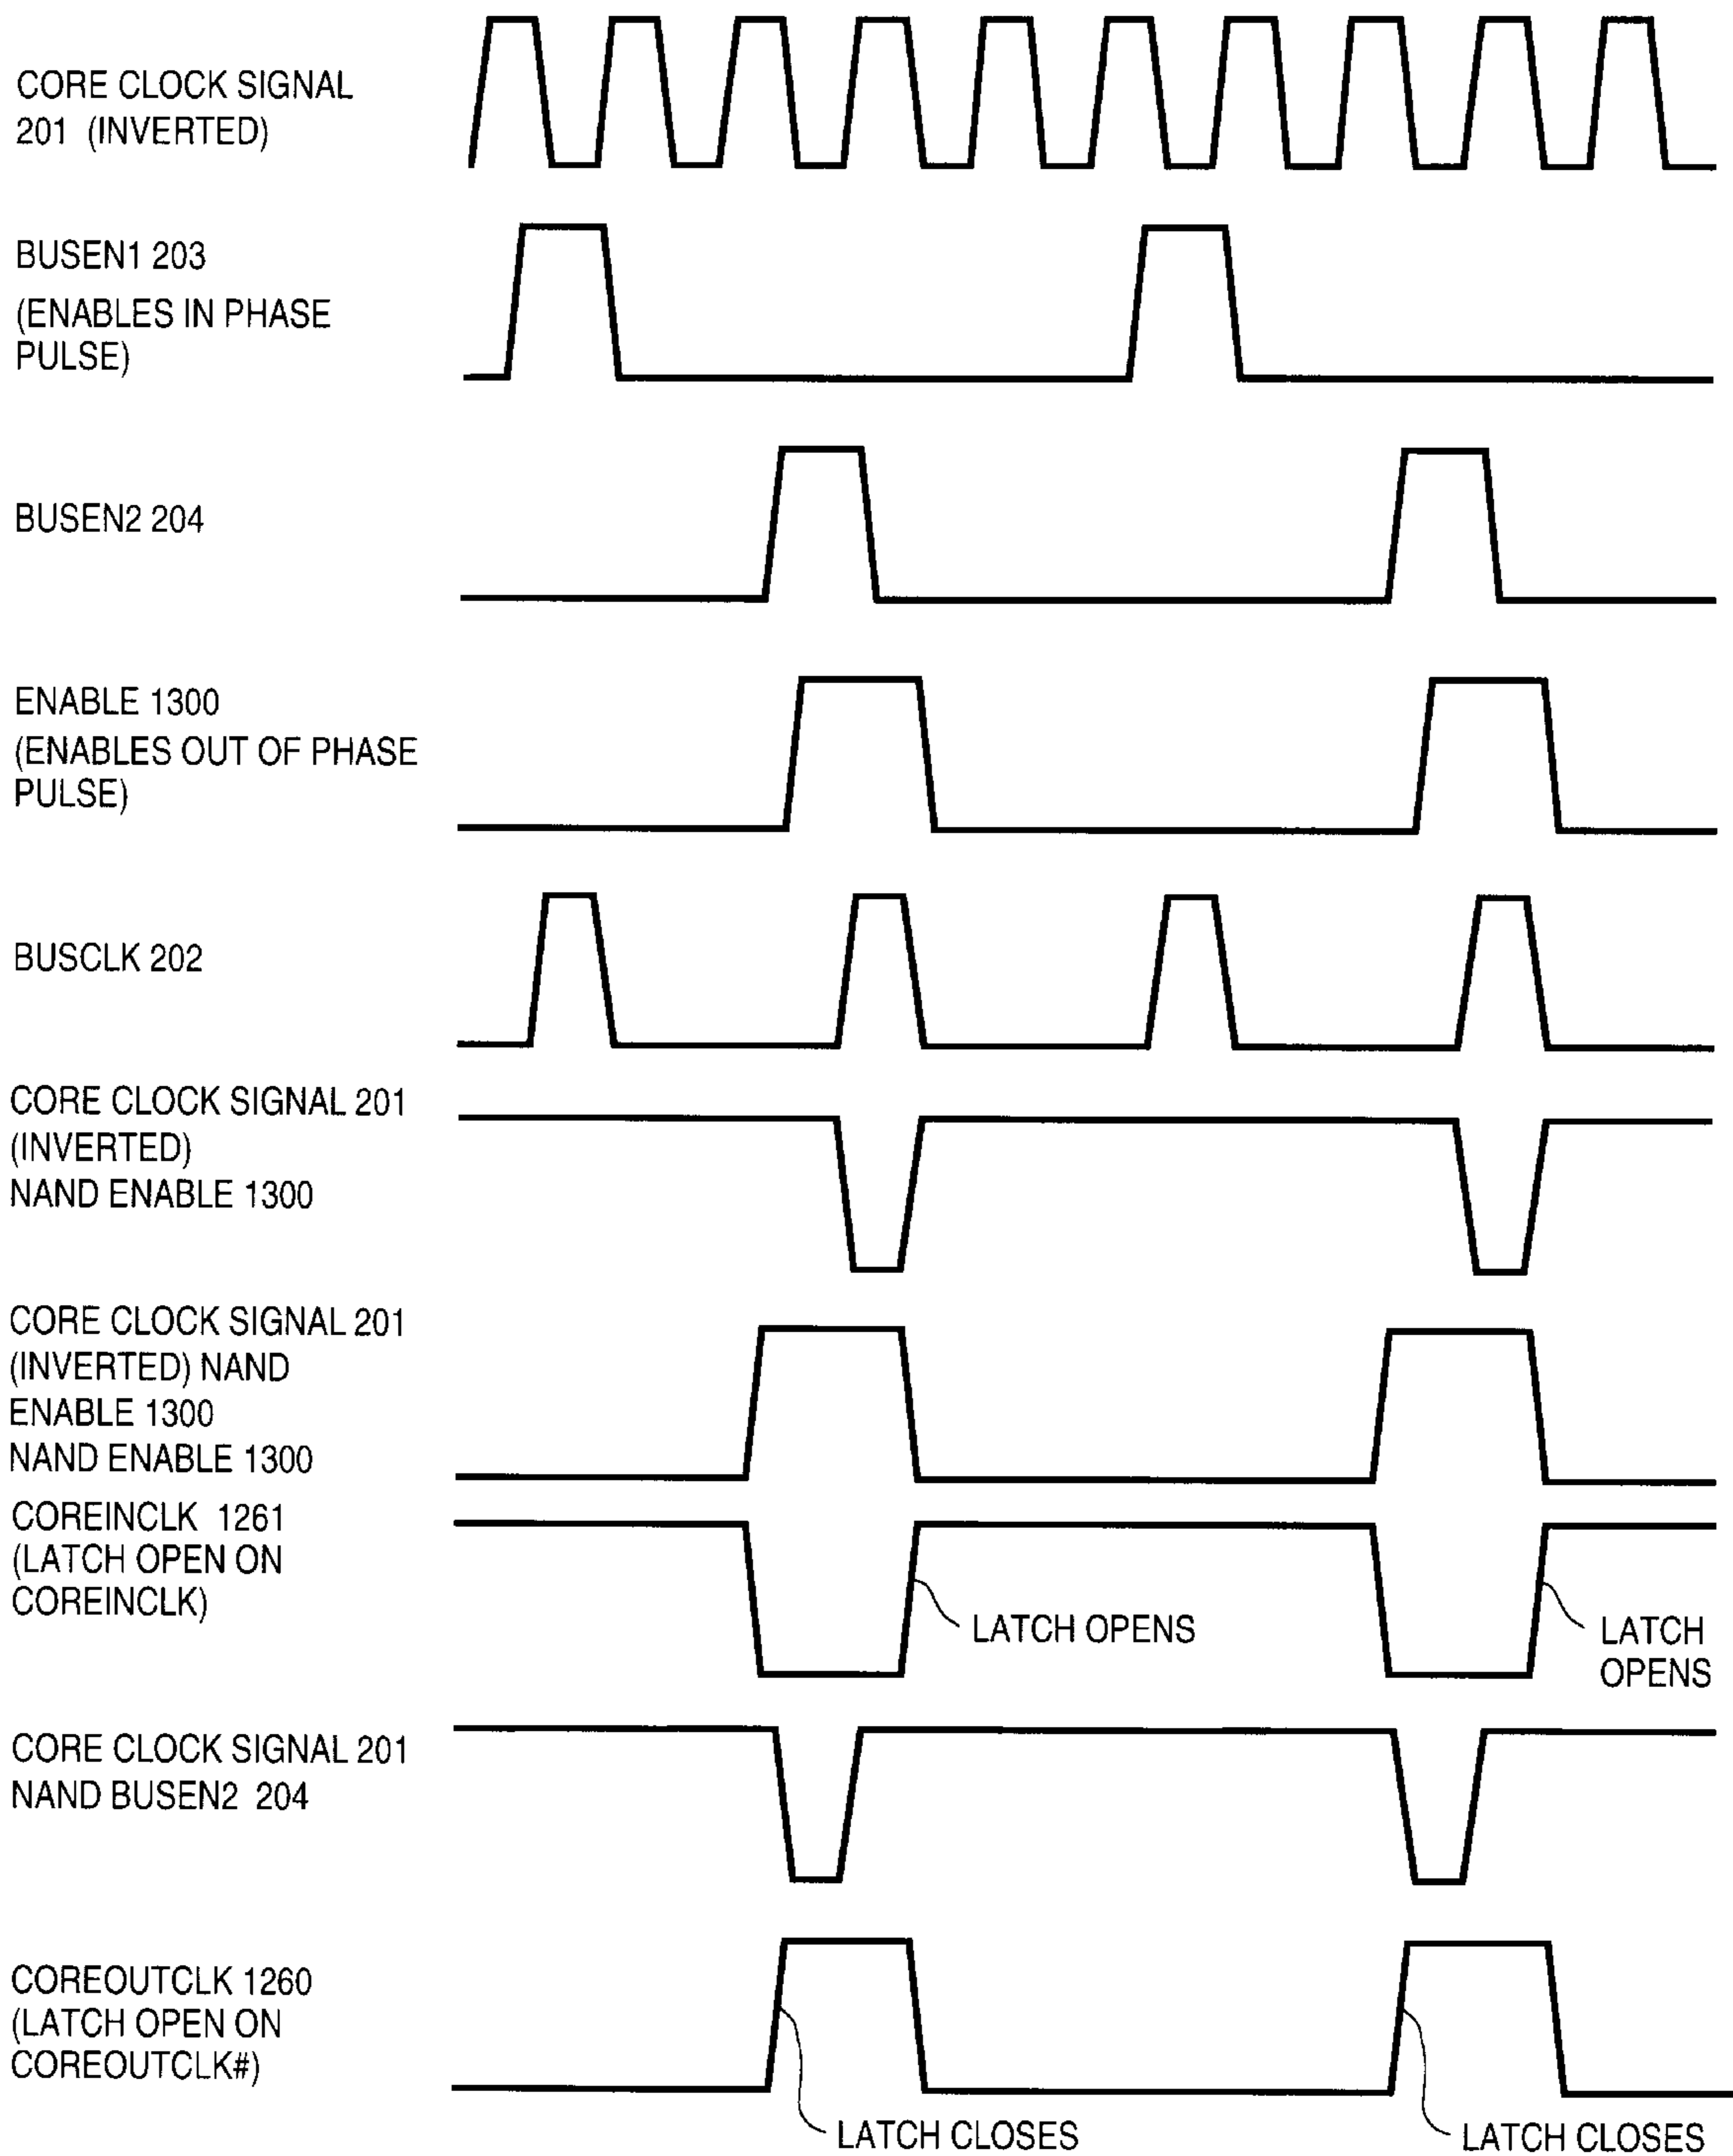 CORE CLOCK SIGNAL
201 (INVERTED)
BUSEN1 203
(ENABLES IN PHASE
PULSE)
BUSEN2 204
ENABLE 1300
(ENABLES OUT OF PHASE
PULSE)
BUSCLK 202
CORE CLOCK SIGNAL 201
(INVERTED)
NAND ENABLE 1300
CORE CLOCK SIGNAL 201
(INVERTED) NAND
ENABLE 1300
NAND ENABLE 1300
COREINCLK 1261
(LATCH OPEN ON
COREINCLK)
LATCH OPENS
LATCH
OPENS
CORE CLOCK SIGNAL 201
NAND BUSEN2 204
COREOUTCLK 1260
(LATCH OPEN ON
COREOUTCLK#)
LATCH CLOSES
LATCH CLOSES